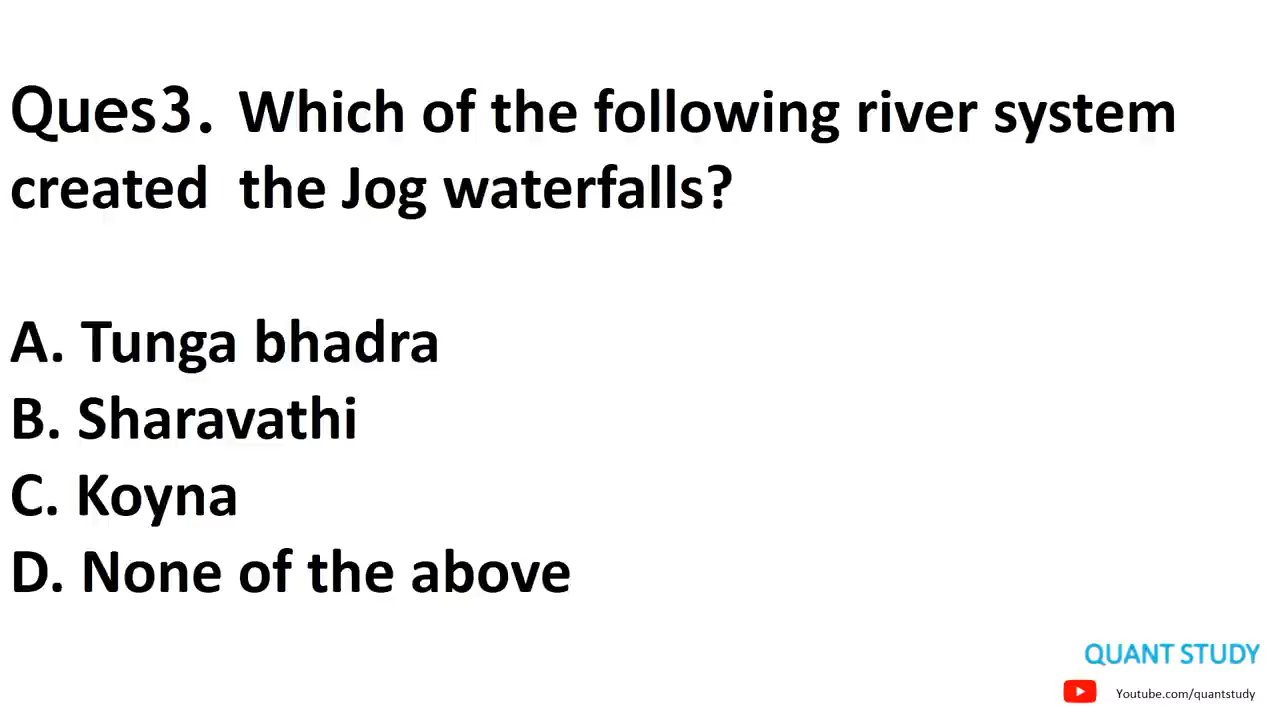 Ques3. Which of the following river system
created the Jog waterfalls?
A. Tunga bhadra
B. Sharavathi
C. Koyna
D. None of the above
QUANT STUDY
Youtube.com/quantstudy